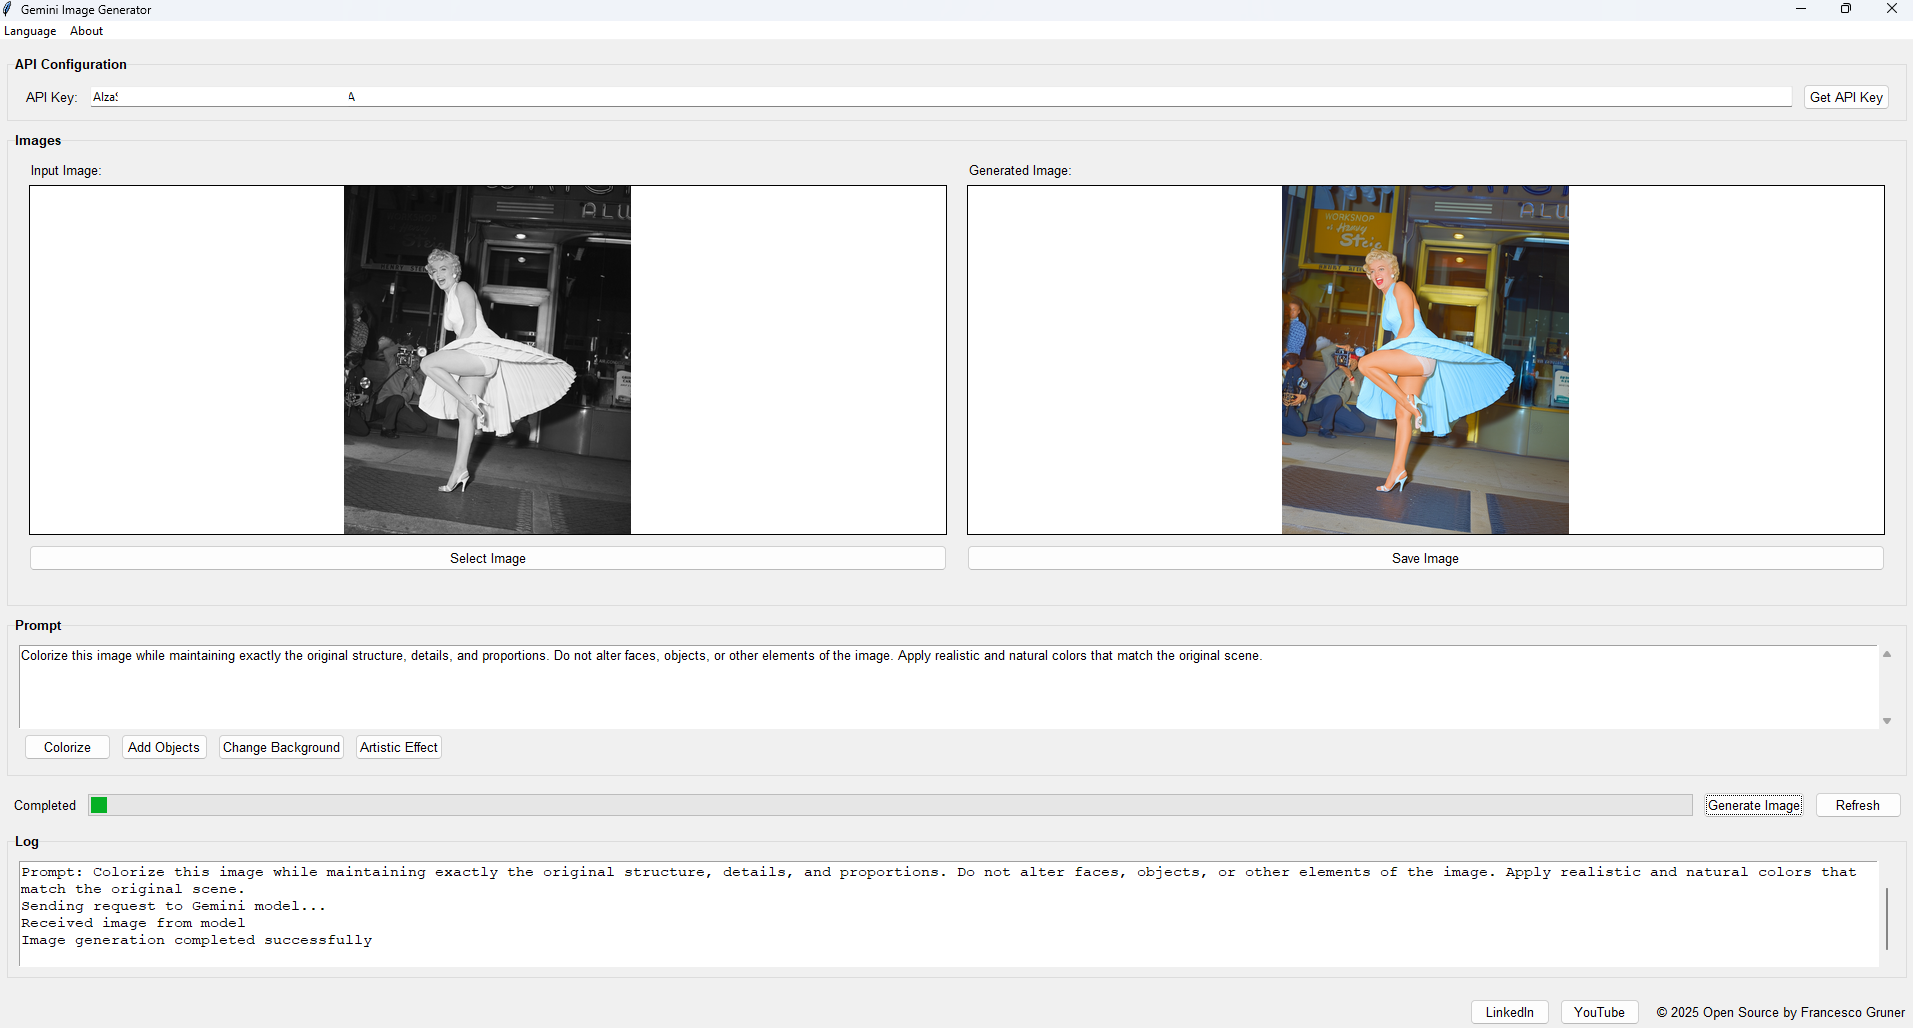 Gemini Image Generator
Language About
API Configuration
API Key: AIza A Get API Key
Images
Input Image: Generated Image:
ALW
HENRY
WORKSHOP
Select Image Save Image
Prompt
Colorize this image while maintaining exactly the original structure, details, and proportions. Do not alter faces, objects, or other elements of the image. Apply realistic and natural colors that match the original scene.
Colorize Add Objects Change Background Artistic Effect
Completed Generate Image Refresh
Log
Prompt: Colorize this image while maintaining exactly the original structure, details, and proportions. Do not alter faces, objects, or other elements of the image. Apply realistic and natural colors that
match the original scene.
Sending request to Gemini model...
Received image from model
Image generation completed successfully
LinkedIn YouTube © 2025 Open Source by Francesco Gruner